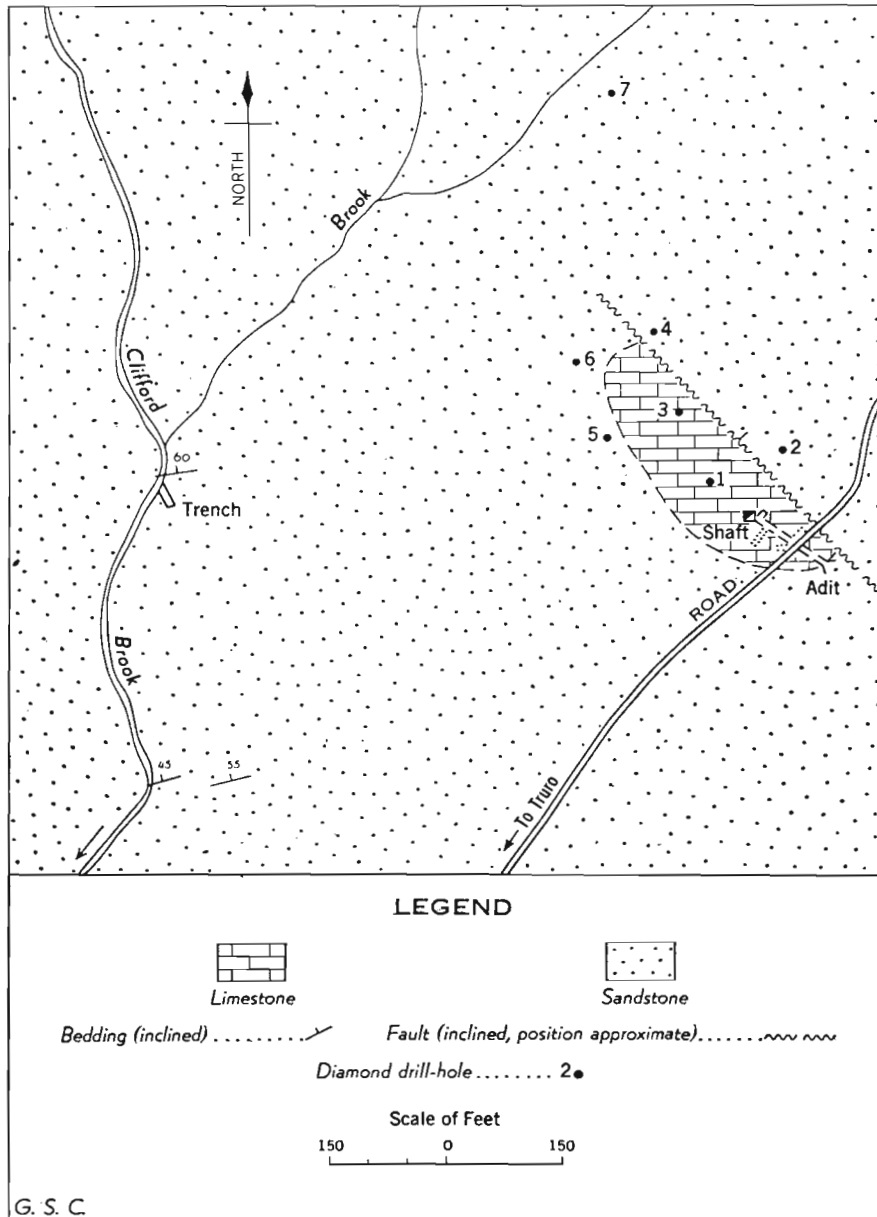 7
NORTH
Brook
4
6
Clifford
3
5
2
60
1
Trench
Shaft
ROAD
Adit
Brook
45
55
To Truro
LEGEND
Limestone
Sandstone
Bedding (inclined)
Fault (inclined, position approximate)
Diamond drill-hole 2
Scale of Feet
150 0 150
G. S. C.